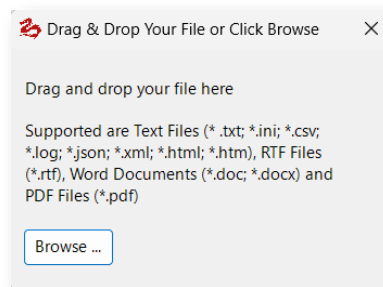 Drag & Drop Your File or Click Browse
Drag and drop your file here
Supported are Text Files (* .txt; *.ini; *.csv;
*.log; *.json; *.xml; *.html; *.htm), RTF Files
(*.rtf), Word Documents (*.doc; *.docx) and
PDF Files (*.pdf)
Browse ...